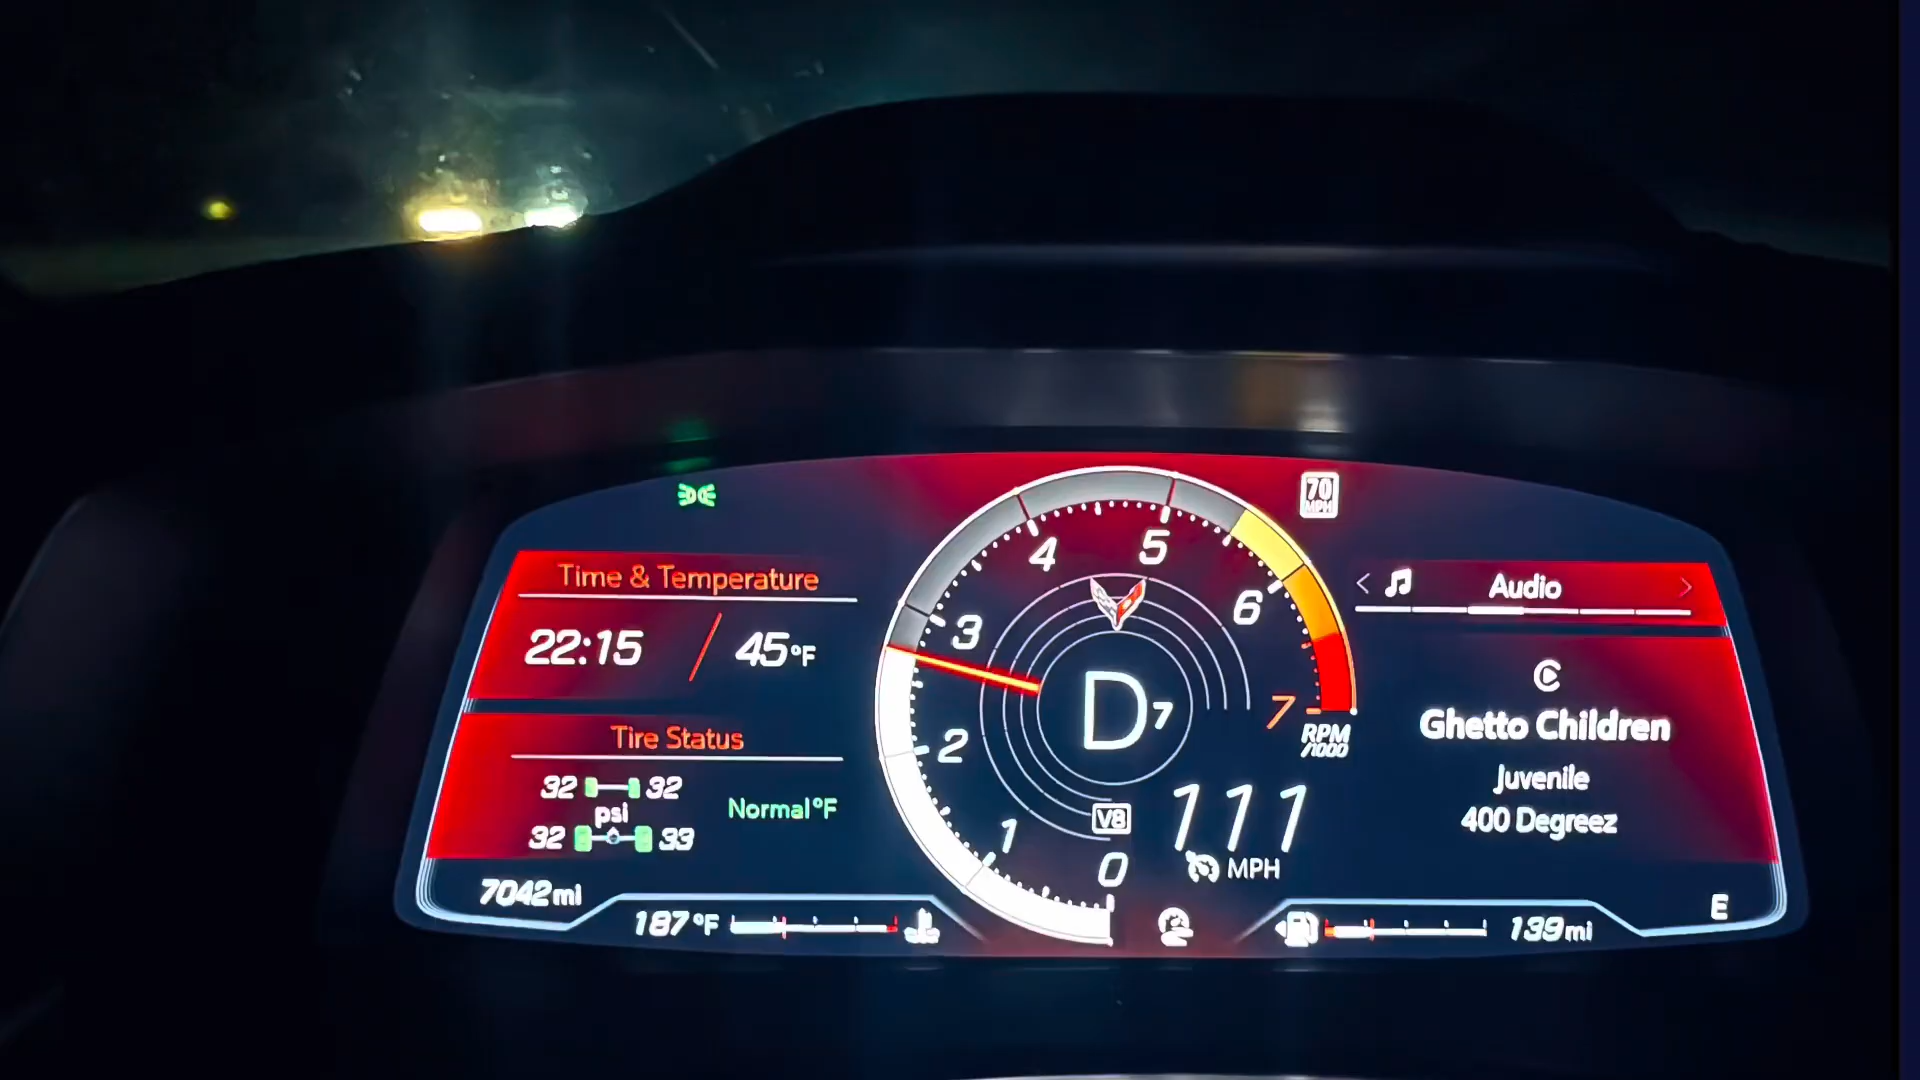 70
MPH
Time & Temperature
22:15 45°F
Tire Status
32 32
psi
32 33
Normal°F
7042mi
187°F
0
1
2
3
4
5
6
7
RPM
/1000
D7
V8
111
MPH
Audio
Ghetto Children
Juvenile
400 Degreez
139mi
E